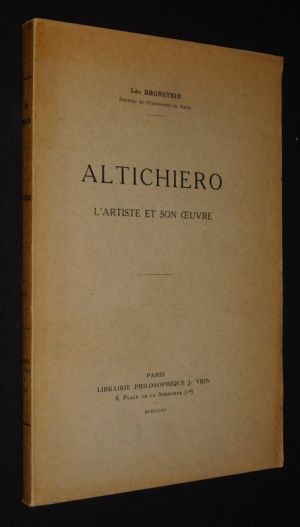 Léo BRONSTEIN
Docteur de l'Université de Paris
ALTICHIERO
L'ARTISTE ET SON ŒUVRE
PARIS
LIBRAIRIE PHILOSOPHIQUE J. VRIN
6, PLACE DE LA SORBONNE (Ve)